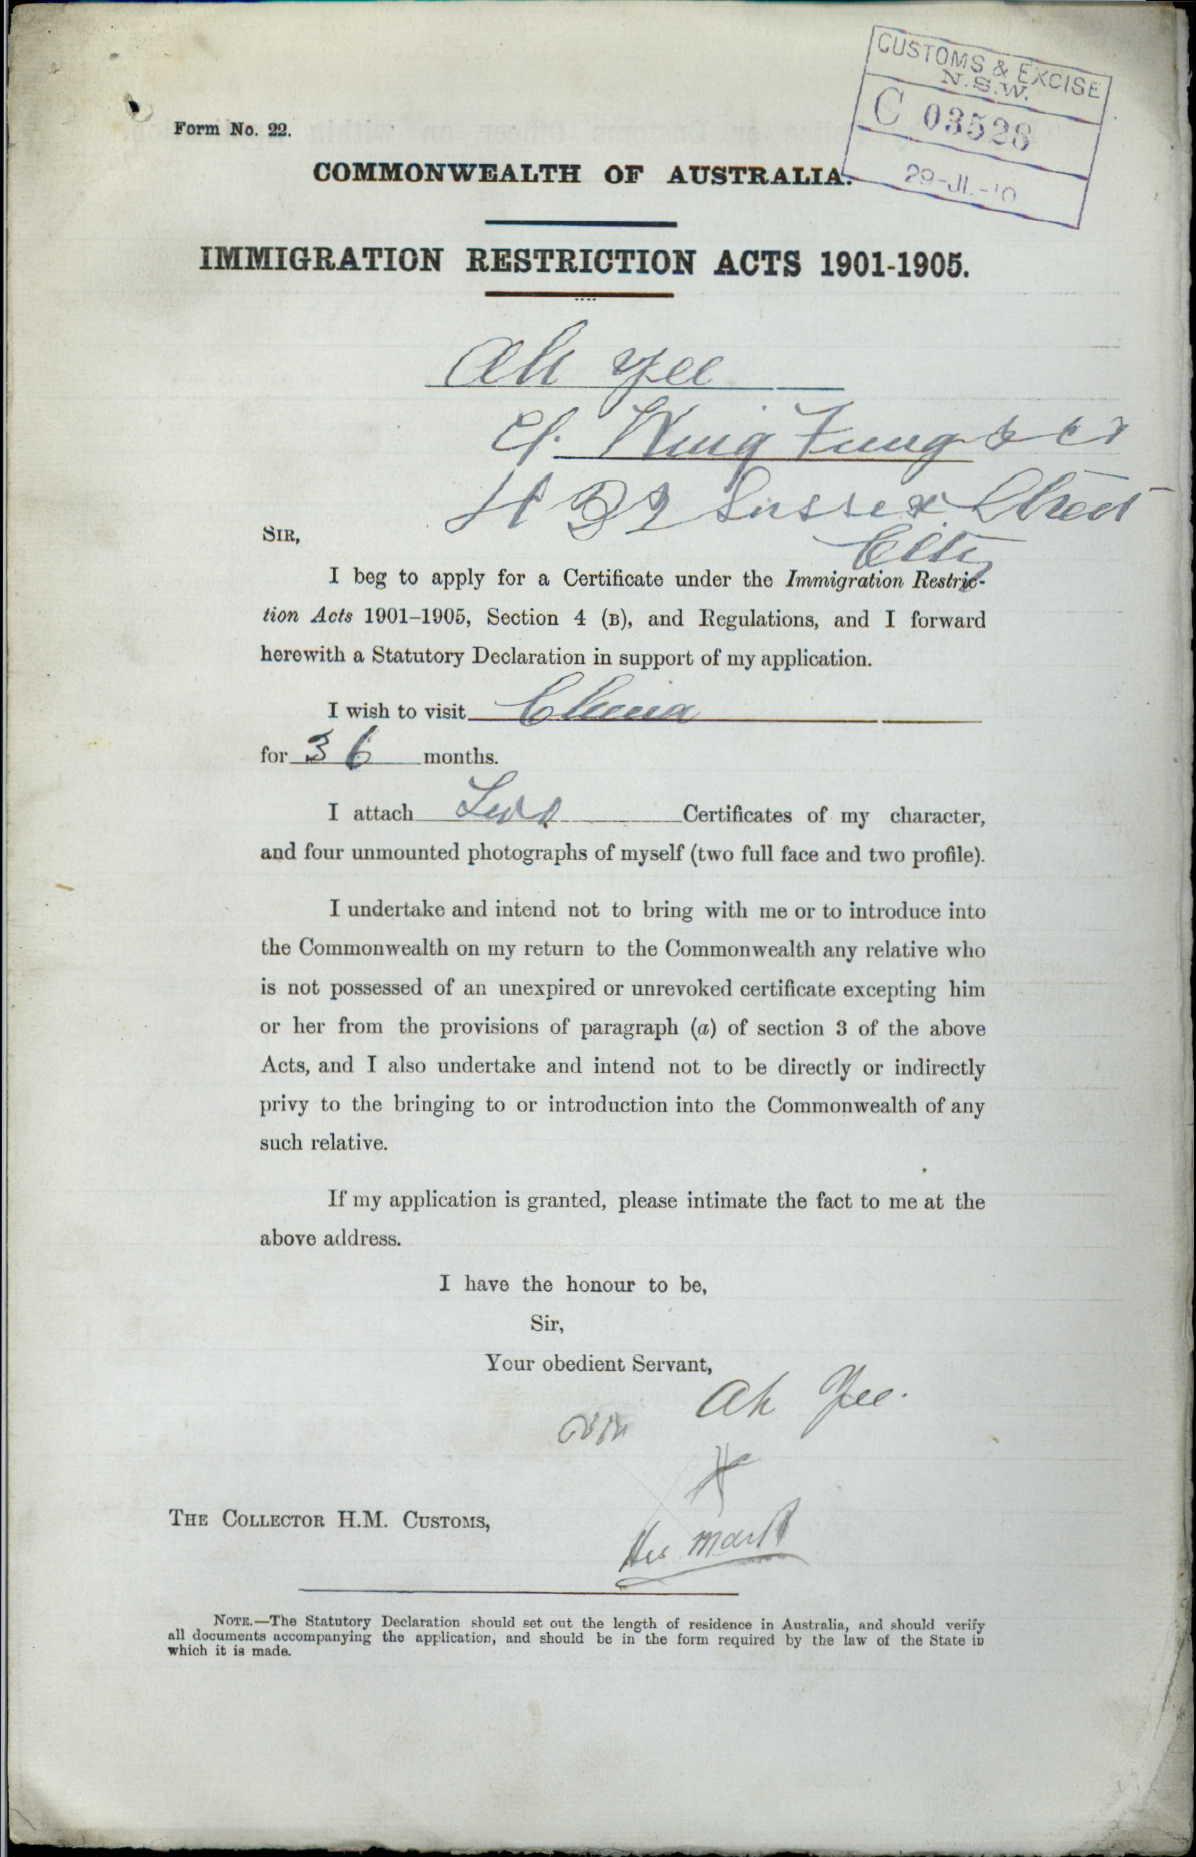 CUSTOMS & EXCISE
N.S.W.
C 03528
29-JL-10
Form No. 22.
COMMONWEALTH OF AUSTRALIA.
IMMIGRATION RESTRICTION ACTS 1901-1905.
Ah Yee
c/. Wing Fung & Co
Sussex Street
City
SIR,
I beg to apply for a Certificate under the Immigration Restric-
tion Acts 1901-1905, Section 4 (B), and Regulations, and I forward
herewith a Statutory Declaration in support of my application.
I wish to visit China
for 36 months.
I attach Two Certificates of my character,
and four unmounted photographs of myself (two full face and two profile).
I undertake and intend not to bring with me or to introduce into
the Commonwealth on my return to the Commonwealth any relative who
is not possessed of an unexpired or unrevoked certificate excepting him
or her from the provisions of paragraph (a) of section 3 of the above
Acts, and I also undertake and intend not to be directly or indirectly
privy to the bringing to or introduction into the Commonwealth of any
such relative.
If my application is granted, please intimate the fact to me at the
above address.
I have the honour to be,
Sir,
Your obedient Servant,
Ah Yee.
X
His mark
THE COLLECTOR H.M. CUSTOMS,
NOTE.—The Statutory Declaration should set out the length of residence in Australia, and should verify
all documents accompanying the application, and should be in the form required by the law of the State in
which it is made.